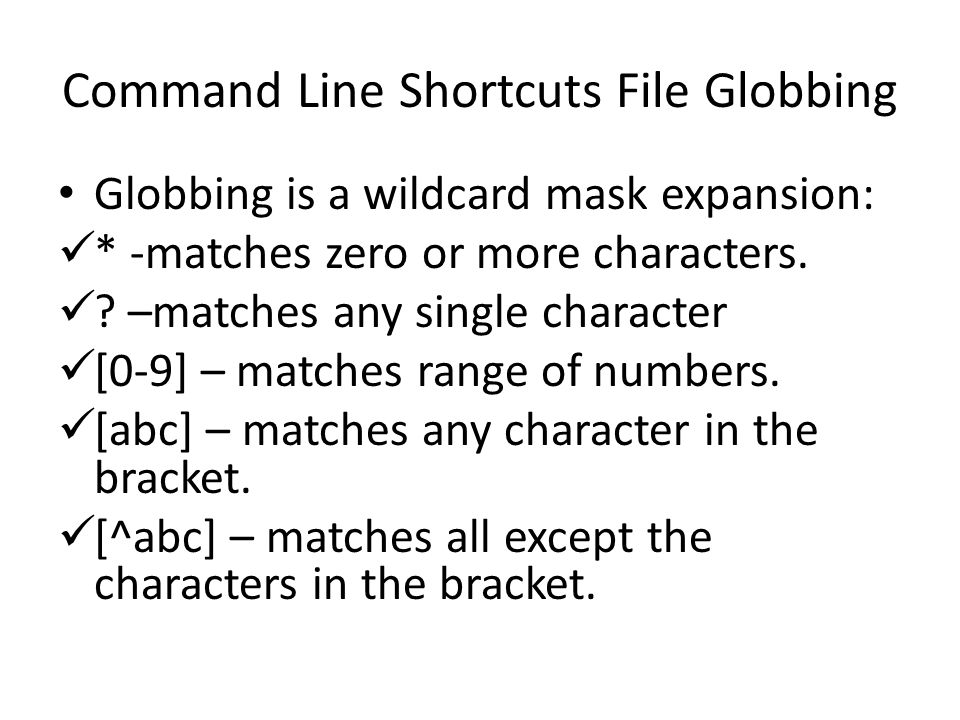 Command Line Shortcuts File Globbing
• Globbing is a wildcard mask expansion:
✓ * -matches zero or more characters.
✓ ? –matches any single character
✓ [0-9] – matches range of numbers.
✓ [abc] – matches any character in the
bracket.
✓ [^abc] – matches all except the
characters in the bracket.